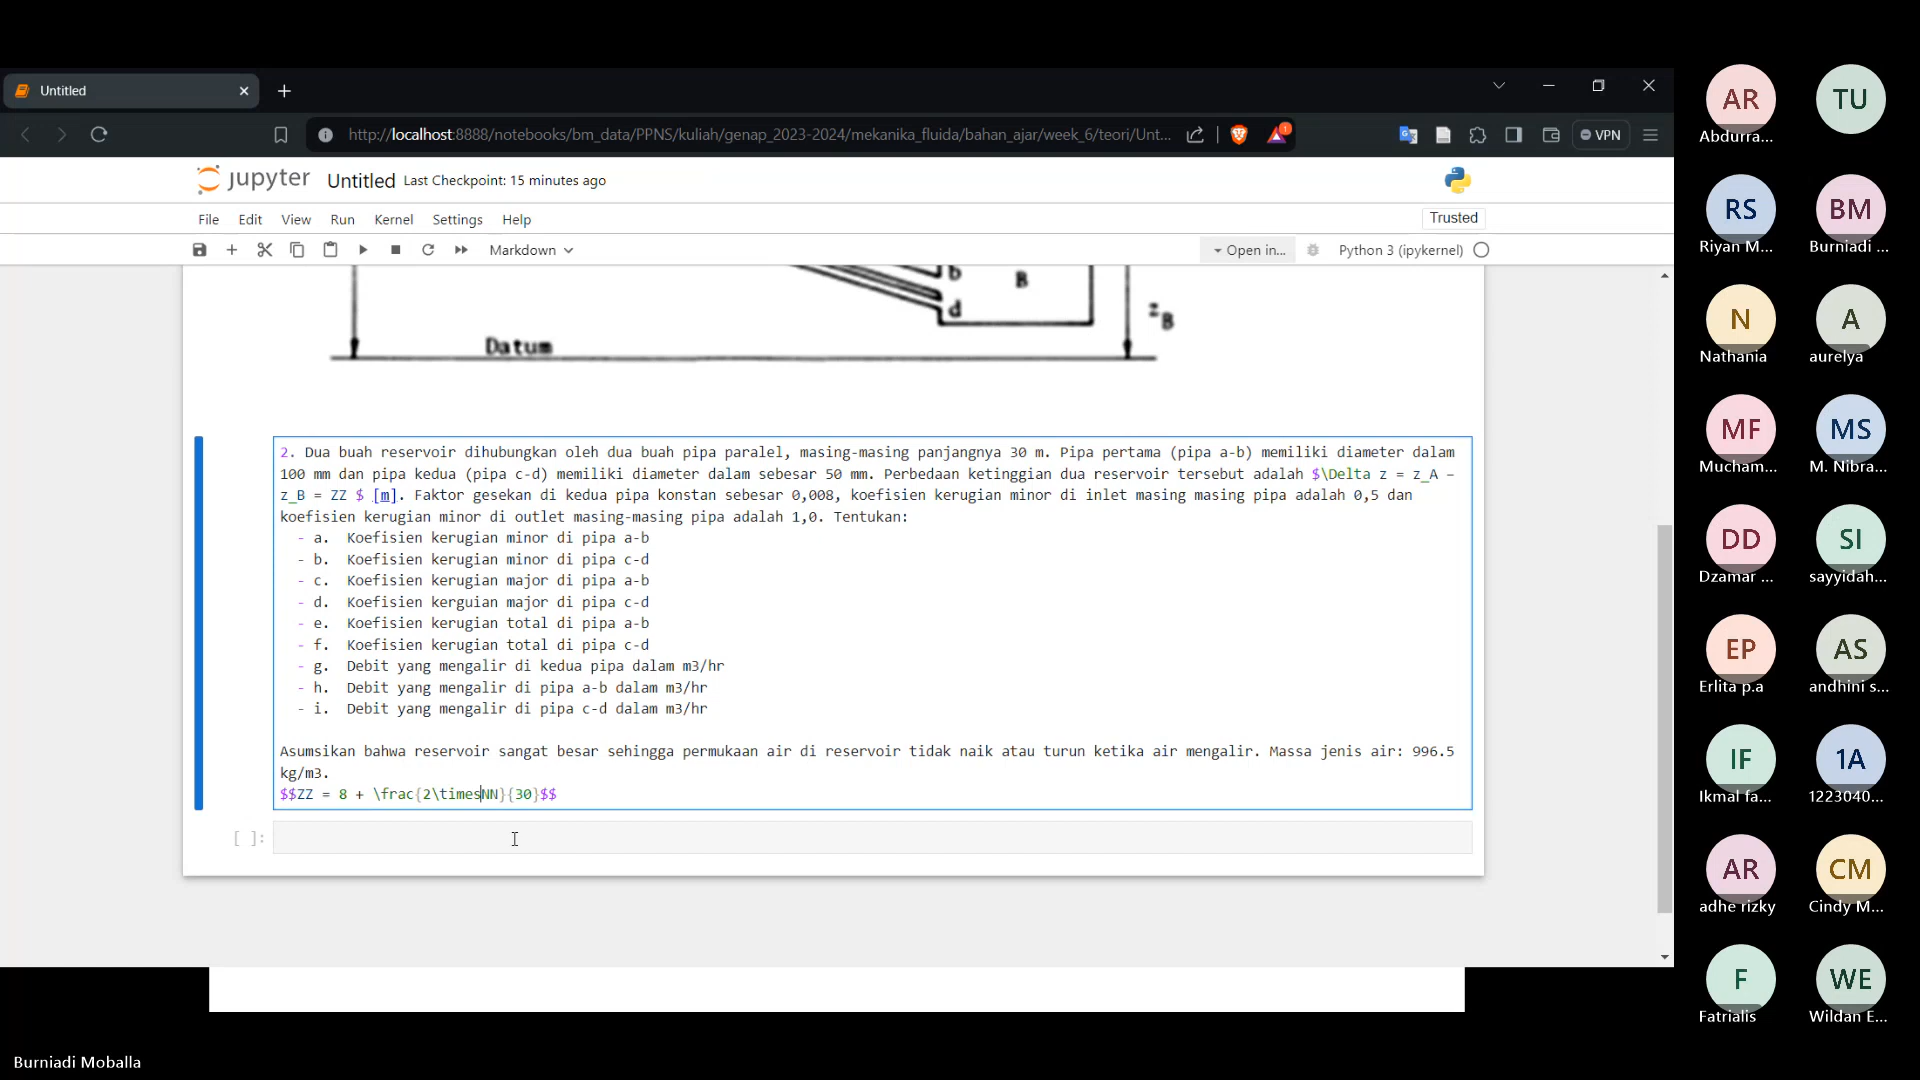 Untitled
http://localhost:8888/notebooks/bm_data/PPNS/kuliah/genap_2023-2024/mekanika_fluida/bahan_ajar/week_6/teori/Unt...
1
VPN
jupyter Untitled Last Checkpoint: 15 minutes ago
File Edit View Run Kernel Settings Help
Trusted
Markdown
Open in...
Python 3 (ipykernel)
b
B
d
z_B
Datum
2. Dua buah reservoir dihubungkan oleh dua buah pipa paralel, masing-masing panjangnya 30 m. Pipa pertama (pipa a-b) memiliki diameter dalam
100 mm dan pipa kedua (pipa c-d) memiliki diameter dalam sebesar 50 mm. Perbedaan ketinggian dua reservoir tersebut adalah $\Delta z = z_A -
z_B = ZZ $ [m]. Faktor gesekan di kedua pipa konstan sebesar 0,008, koefisien kerugian minor di inlet masing masing pipa adalah 0,5 dan
koefisien kerugian minor di outlet masing-masing pipa adalah 1,0. Tentukan:
- a. Koefisien kerugian minor di pipa a-b
- b. Koefisien kerugian minor di pipa c-d
- c. Koefisien kerugian major di pipa a-b
- d. Koefisien kerguian major di pipa c-d
- e. Koefisien kerugian total di pipa a-b
- f. Koefisien kerugian total di pipa c-d
- g. Debit yang mengalir di kedua pipa dalam m3/hr
- h. Debit yang mengalir di pipa a-b dalam m3/hr
- i. Debit yang mengalir di pipa c-d dalam m3/hr
Asumsikan bahwa reservoir sangat besar sehingga permukaan air di reservoir tidak naik atau turun ketika air mengalir. Massa jenis air: 996.5
kg/m3.
$$ZZ = 8 + \frac{2\timesNN}{30}$$
[ ]:
AR
Abdurra...
TU
RS
Riyan M...
BM
Burniadi ...
N
Nathania
A
aurelya
MF
Mucham...
MS
M. Nibra...
DD
Dzamar ...
SI
sayyidah...
EP
Erlita p.a
AS
andhini s...
IF
Ikmal fa...
1A
1223040...
AR
adhe rizky
CM
Cindy M...
F
Fatrialis
WE
Wildan E...
Burniadi Moballa